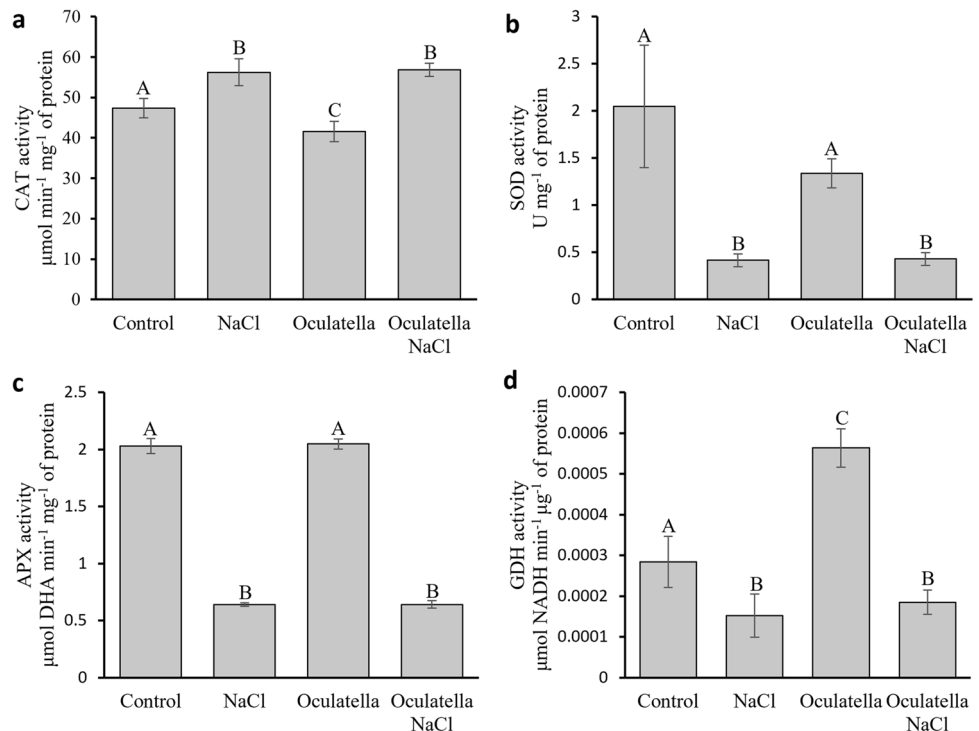 a
CAT activity
µmol min-1 mg-1 of protein
70
60
50
40
30
20
10
0
A
B
C
B
Control
NaCl
Oculatella
Oculatella
NaCl
b
SOD activity
U mg-1 of protein
3
2.5
2
1.5
1
0.5
0
A
B
A
B
Control
NaCl
Oculatella
Oculatella
NaCl
c
APX activity
µmol DHA min-1 mg-1 of protein
2.5
2
1.5
1
0.5
0
A
B
A
B
Control
NaCl
Oculatella
Oculatella
NaCl
d
GDH activity
µmol NADH min-1 µg-1 of protein
0.0007
0.0006
0.0005
0.0004
0.0003
0.0002
0.0001
0
A
B
C
B
Control
NaCl
Oculatella
Oculatella
NaCl